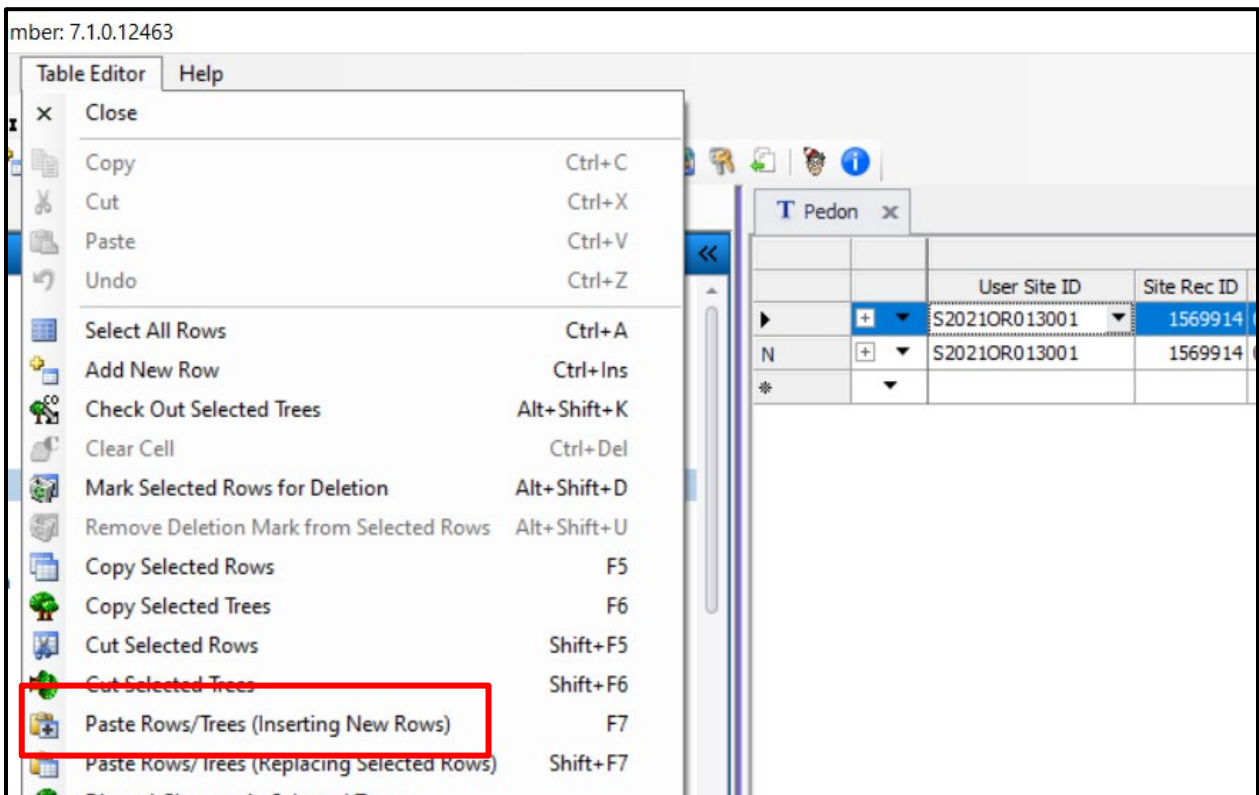 mber: 7.1.0.12463
Table Editor Help
Close
Copy Ctrl+C
Cut Ctrl+X
Paste Ctrl+V
Undo Ctrl+Z
Select All Rows Ctrl+A
Add New Row Ctrl+Ins
Check Out Selected Trees Alt+Shift+K
Clear Cell Ctrl+Del
Mark Selected Rows for Deletion Alt+Shift+D
Remove Deletion Mark from Selected Rows Alt+Shift+U
Copy Selected Rows F5
Copy Selected Trees F6
Cut Selected Rows Shift+F5
Cut Selected Trees Shift+F6
Paste Rows/Trees (Inserting New Rows) F7
Paste Rows/Trees (Replacing Selected Rows) Shift+F7
T Pedon
User Site ID Site Rec ID
S2021OR013001 1569914
N S2021OR013001 1569914